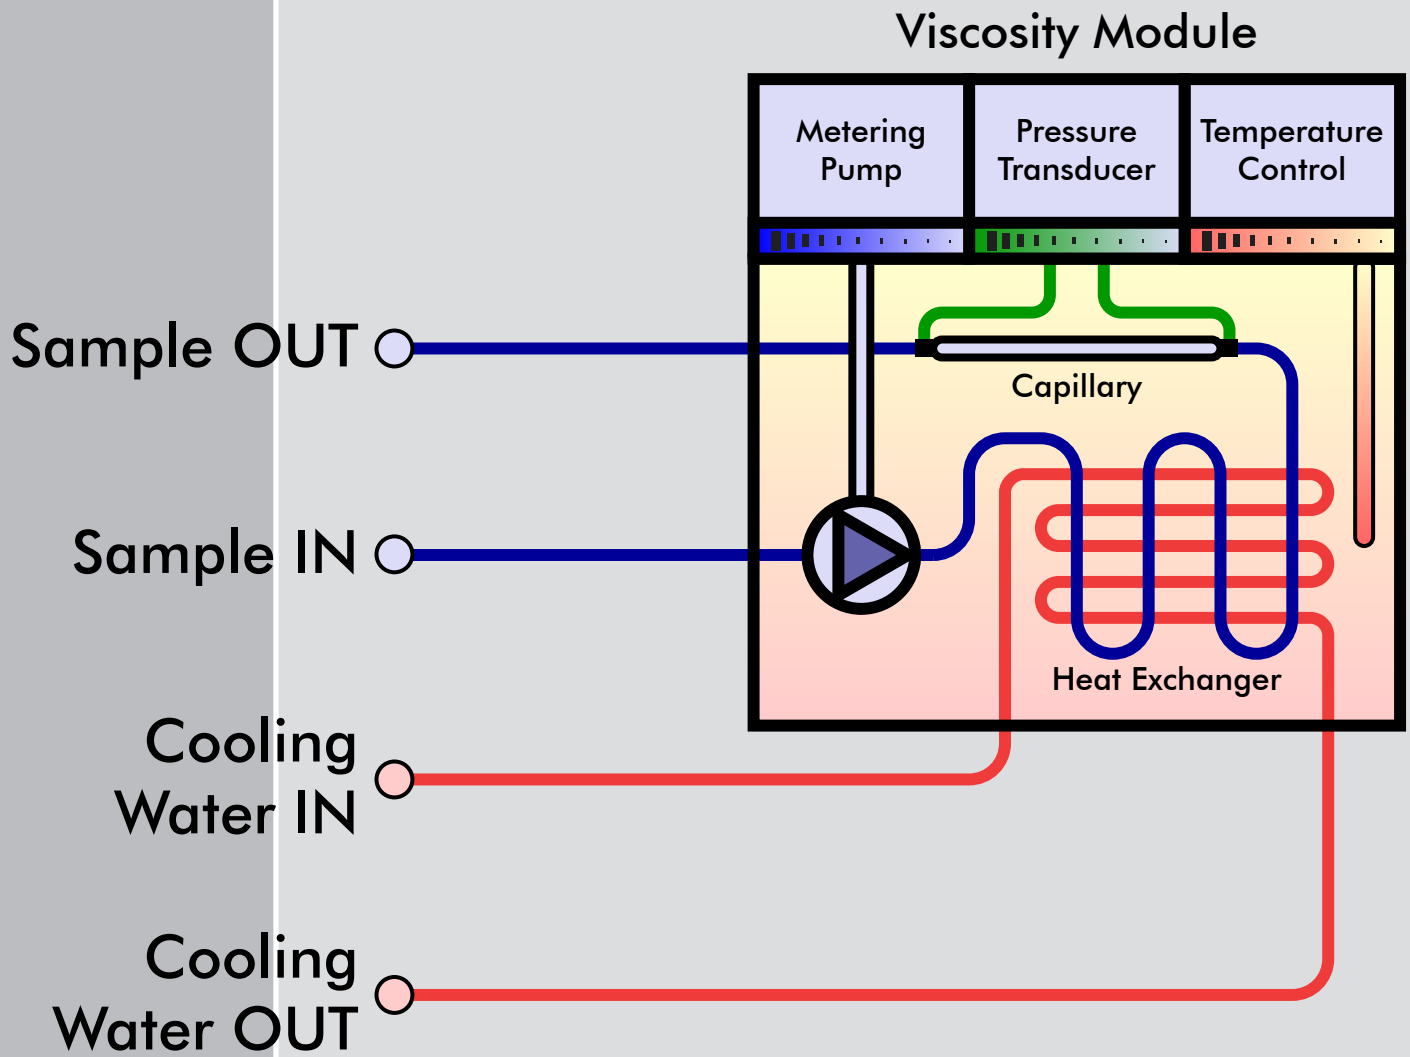 Viscosity Module
Metering
Pump
Pressure
Transducer
Temperature
Control
Sample OUT
Capillary
Sample IN
Heat Exchanger
Cooling
Water IN
Cooling
Water OUT